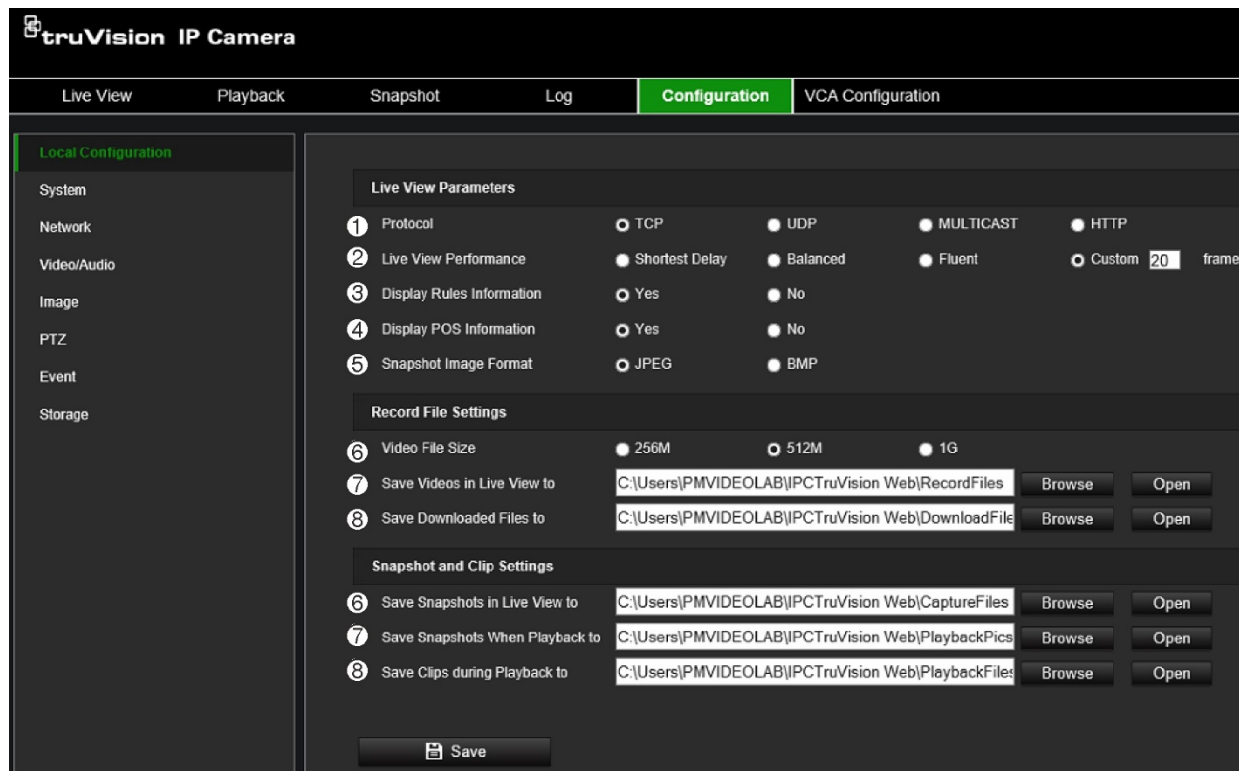 truVision IP Camera
Live View Playback Snapshot Log Configuration VCA Configuration
Local Configuration
System
Network
Video/Audio
Image
PTZ
Event
Storage
Live View Parameters
1 Protocol TCP UDP MULTICAST HTTP
2 Live View Performance Shortest Delay Balanced Fluent Custom 20 frame
3 Display Rules Information Yes No
4 Display POS Information Yes No
5 Snapshot Image Format JPEG BMP
Record File Settings
6 Video File Size 256M 512M 1G
7 Save Videos in Live View to C:\Users\PMVIDEOLAB\IPCTruVision Web\RecordFiles Browse Open
8 Save Downloaded Files to C:\Users\PMVIDEOLAB\IPCTruVision Web\DownloadFile Browse Open
Snapshot and Clip Settings
6 Save Snapshots in Live View to C:\Users\PMVIDEOLAB\IPCTruVision Web\CaptureFiles Browse Open
7 Save Snapshots When Playback to C:\Users\PMVIDEOLAB\IPCTruVision Web\PlaybackPics Browse Open
8 Save Clips during Playback to C:\Users\PMVIDEOLAB\IPCTruVision Web\PlaybackFiles Browse Open
Save